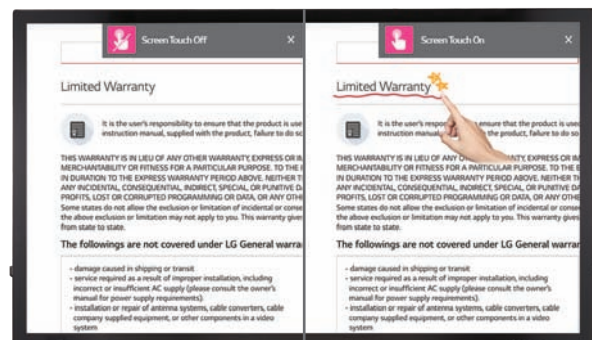 Screen Touch Off
Limited Warranty
It is the user's responsibility to ensure that the product is use
instruction manual, supplied with the product, failure to do so
THIS WARRANTY IS IN LIEU OF ANY OTHER WARRANTY, EXPRESS OR IM
MERCHANTABILITY OR FITNESS FOR A PARTICULAR PURPOSE. TO THE E
IN DURATION TO THE EXPRESS WARRANTY PERIOD ABOVE. NEITHER TH
ANY INCIDENTAL, CONSEQUENTIAL, INDIRECT, SPECIAL, OR PUNITIVE DA
PROFITS, LOST OR CORRUPTED PROGRAMMING OR DATA, OR ANY OTHE
Some states do not allow the exclusion or limitation of incidental or conse
the above exclusion or limitation may not apply to you. This warranty gives
from state to state.
The followings are not covered under LG General warran
- damage caused in shipping or transit
- service required as a result of improper installation, including
incorrect or insufficient AC supply (please consult the owner's
manual for power supply requirements).
- installation or repair of antenna systems, cable converters, cable
company supplied equipment, or other components in a video
system
Screen Touch On
Limited Warranty
It is the user's respon to ensure that the product is use
instruction manual, the product, failure to do so
THIS WARRANTY IS IN LIEU OF ANY WARRANTY, EXPRESS OR IM
MERCHANTABILITY OR FITNESS FOR A PARTICULAR PURPOSE. TO THE E
IN DURATION TO THE EXPRESS WARRANTY PERIOD ABOVE. NEITHER TH
ANY INCIDENTAL, CONSEQUENTIAL, INDIRECT, SPECIAL, OR PUNITIVE DA
PROFITS, LOST OR CORRUPTED PROGRAMMING OR DATA, OR ANY OTHE
Some states do not allow the exclusion or limitation of incidental or conse
the above exclusion or limitation may not apply to you. This warranty gives
from state to state.
The followings are not covered under LG General warran
- damage caused in shipping or transit
- service required as a result of improper installation, including
incorrect or insufficient AC supply (please consult the owner's
manual for power supply requirements).
- installation or repair of antenna systems, cable converters, cable
company supplied equipment, or other components in a video
system